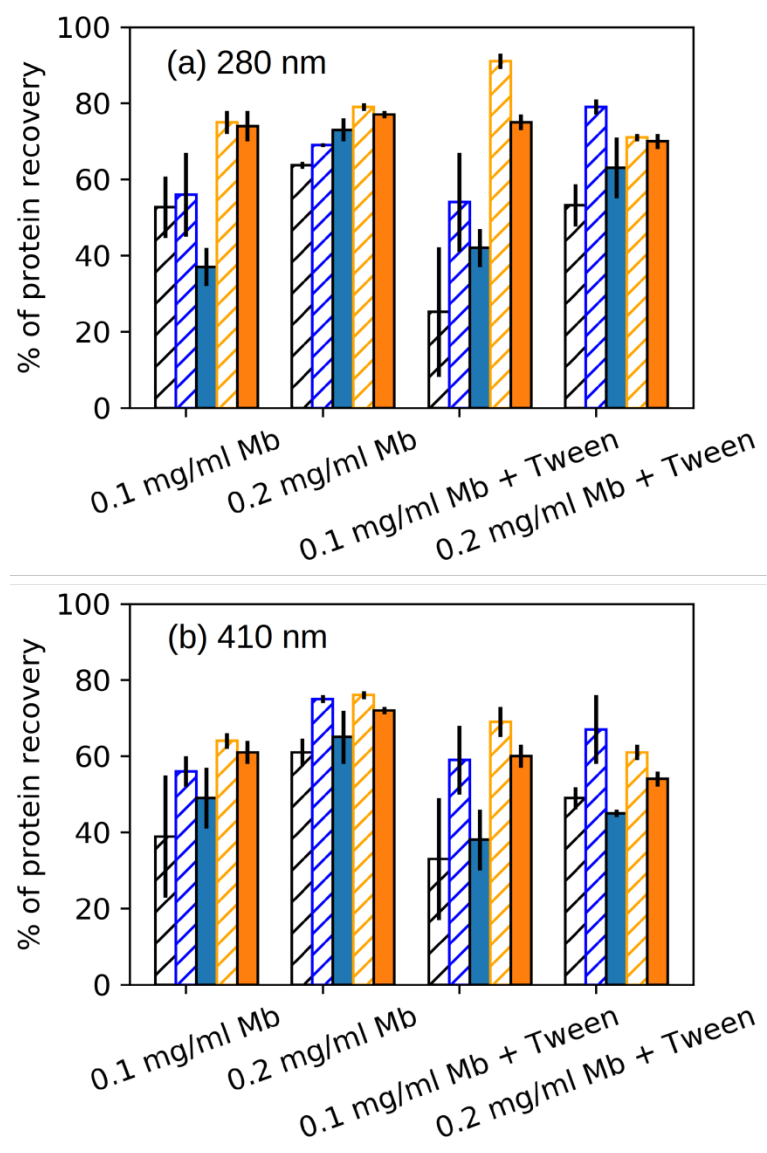 100
(a) 280 nm
80
60
40
20
0
% of protein recovery
0.1 mg/ml Mb
0.2 mg/ml Mb
0.1 mg/ml Mb + Tween
0.2 mg/ml Mb + Tween
100
(b) 410 nm
80
60
40
20
0
% of protein recovery
0.1 mg/ml Mb
0.2 mg/ml Mb
0.1 mg/ml Mb + Tween
0.2 mg/ml Mb + Tween